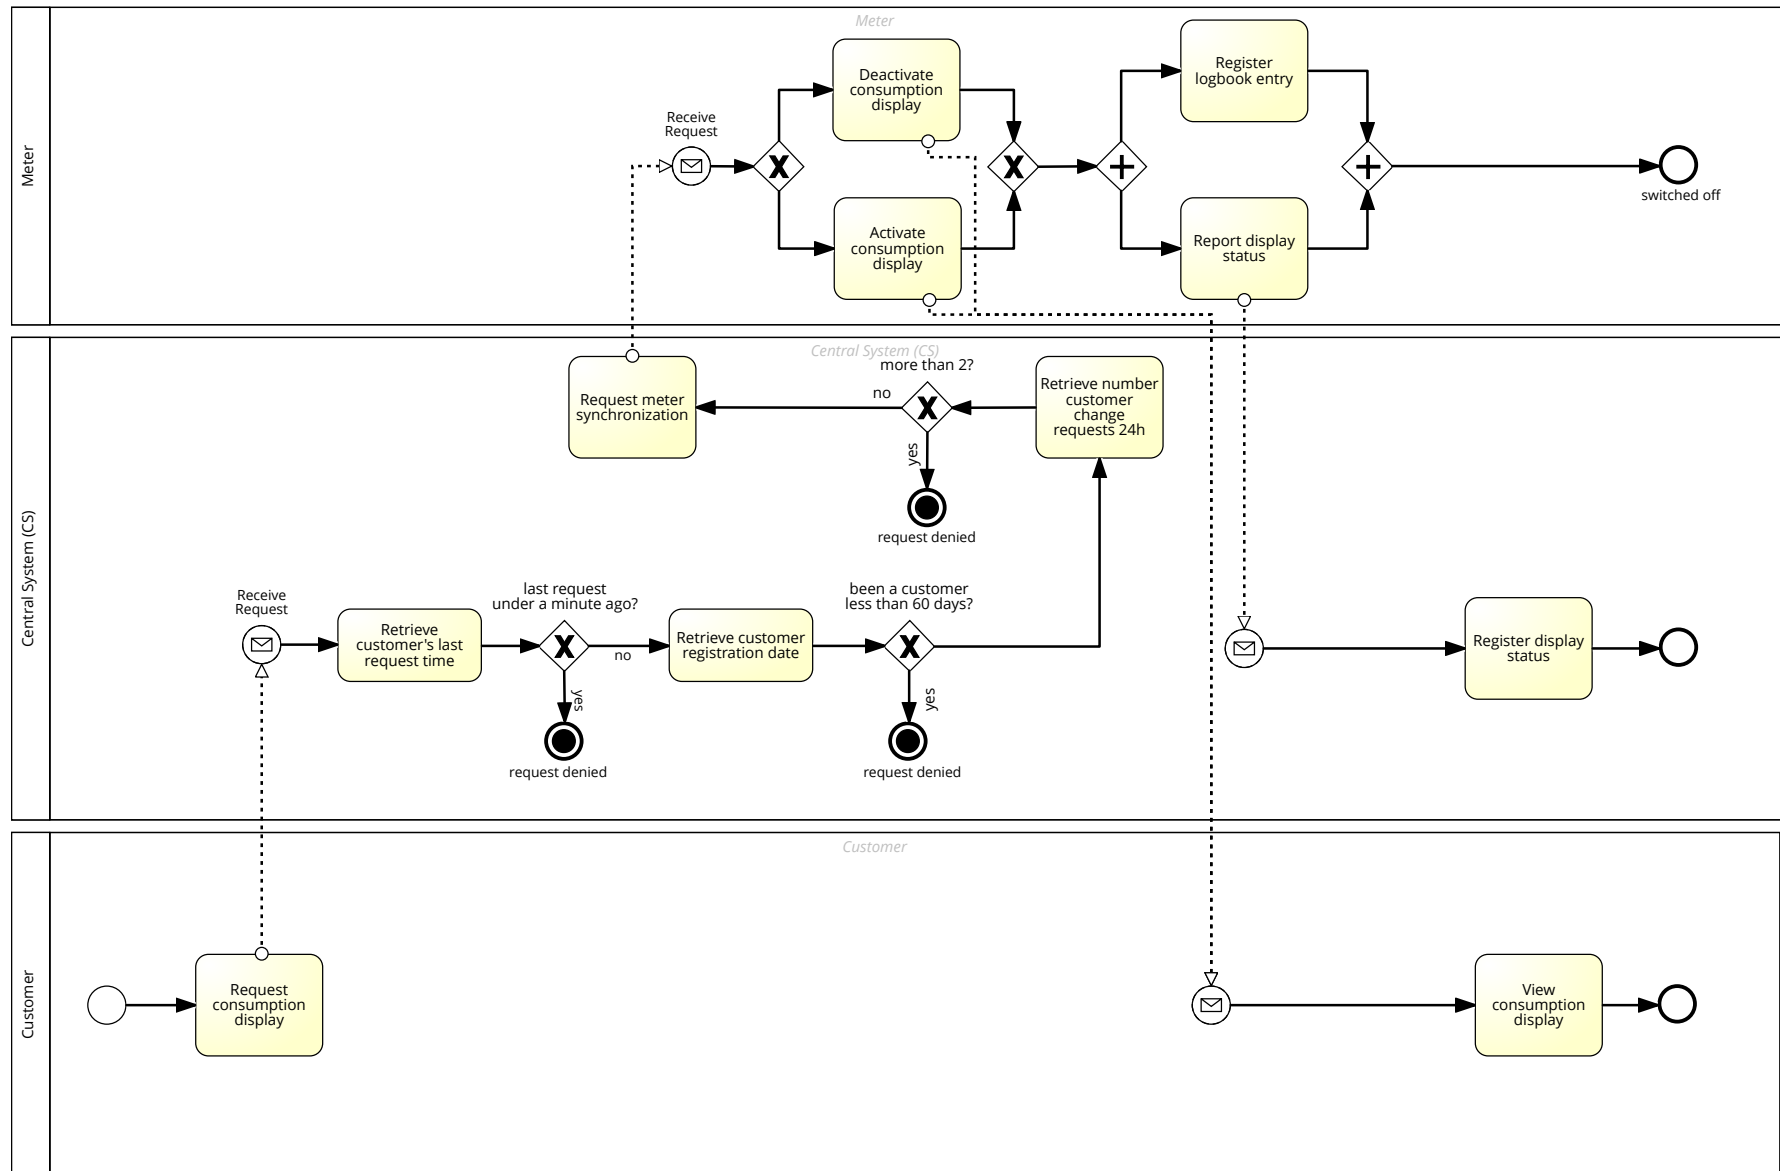 Meter
Meter
Deactivate
consumption
display
Register
logbook entry
Receive
Request
Activate
consumption
display
Report display
status
switched off
Central System (CS)
Central System (CS)
more than 2?
no
yes
Request meter
synchronization
Retrieve number
customer
change
requests 24h
request denied
Receive
Request
Retrieve
customer's last
request time
last request
under a minute ago?
no
yes
request denied
Retrieve customer
registration date
been a customer
less than 60 days?
yes
request denied
Register display
status
Customer
Customer
Request
consumption
display
View
consumption
display